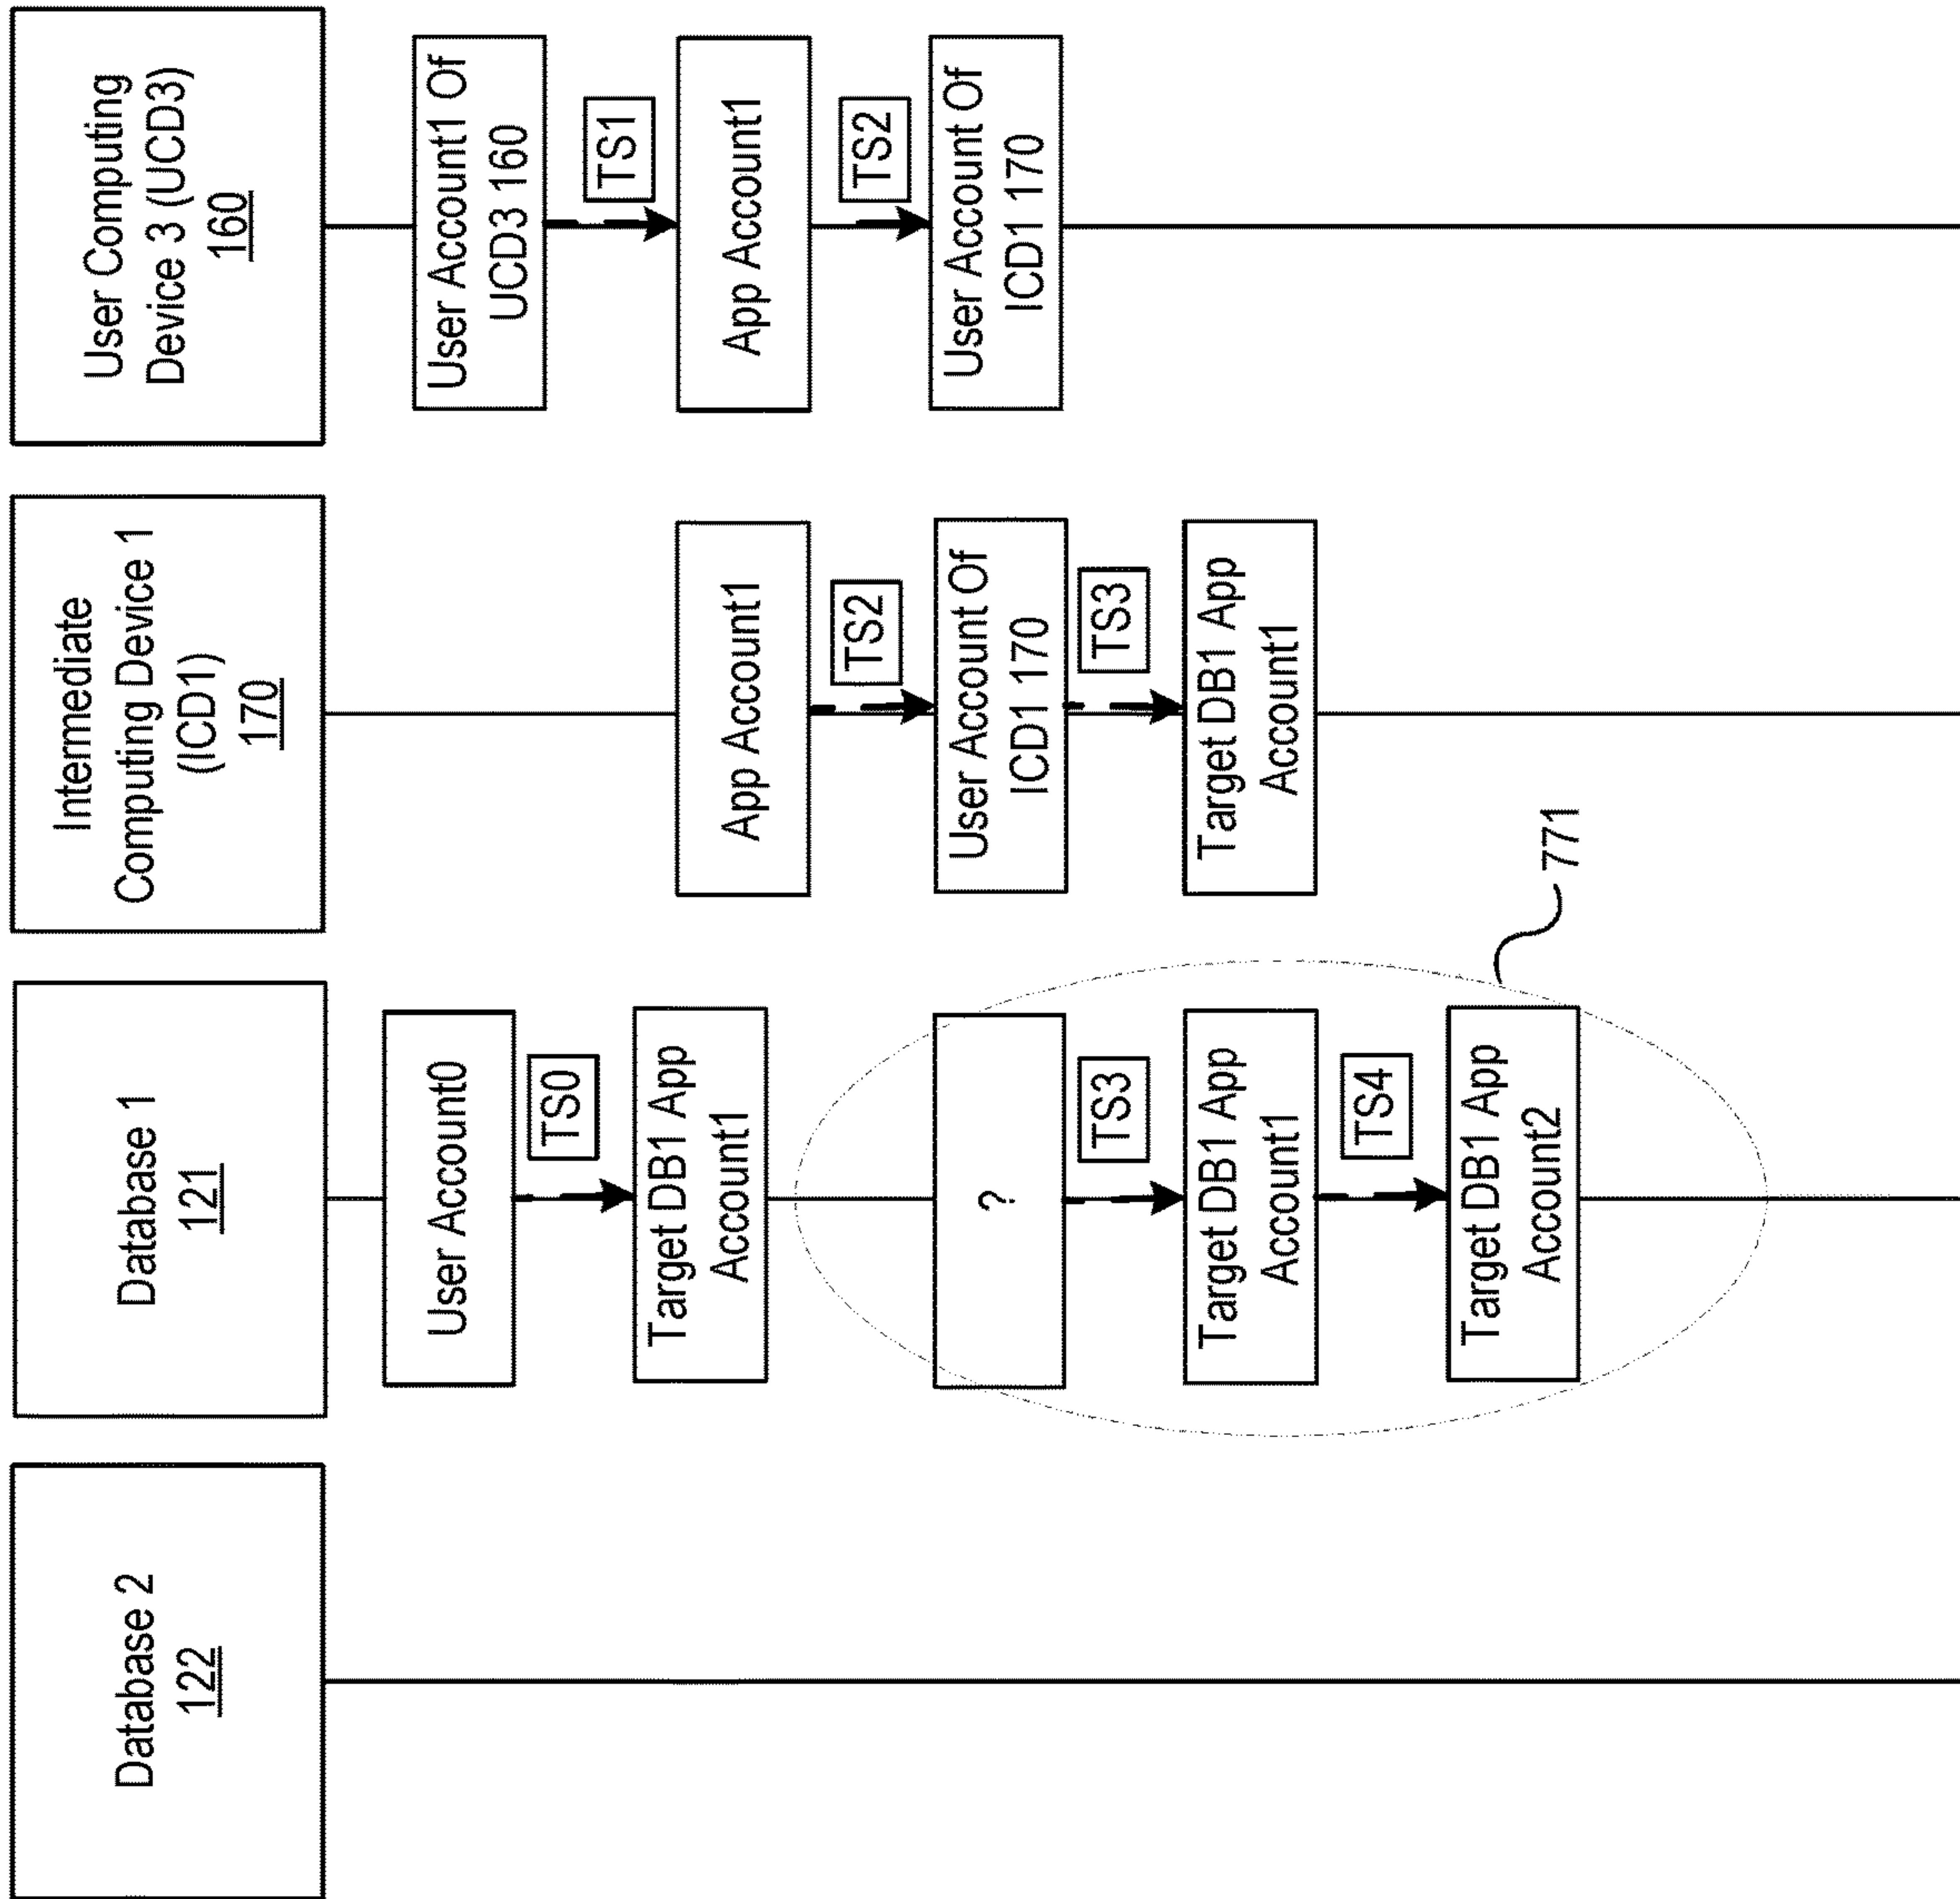 Database 2
122
Database 1
121
User Account0
TS0
Target DB1 App
Account1
?
TS3
Target DB1 App
Account1
TS4
Target DB1 App
Account2
771
Intermediate
Computing Device 1
(ICD1)
170
App Account1
TS2
User Account Of
ICD1 170
TS3
Target DB1 App
Account1
User Computing
Device 3 (UCD3)
160
User Account1 Of
UCD3 160
TS1
App Account1
TS2
User Account Of
ICD1 170